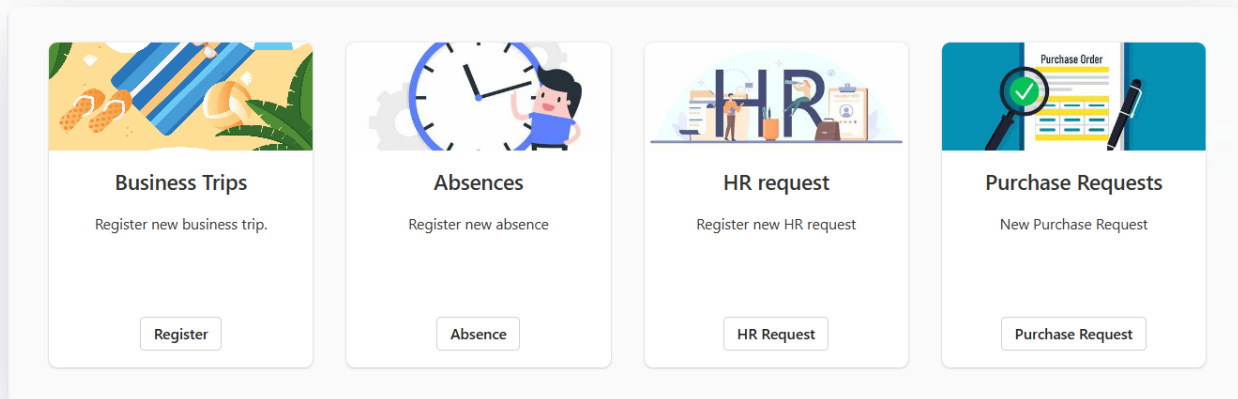 Business Trips
Register new business trip.
Register
Absences
Register new absence
Absence
HR
HR request
Register new HR request
HR Request
Purchase Order
Purchase Requests
New Purchase Request
Purchase Request